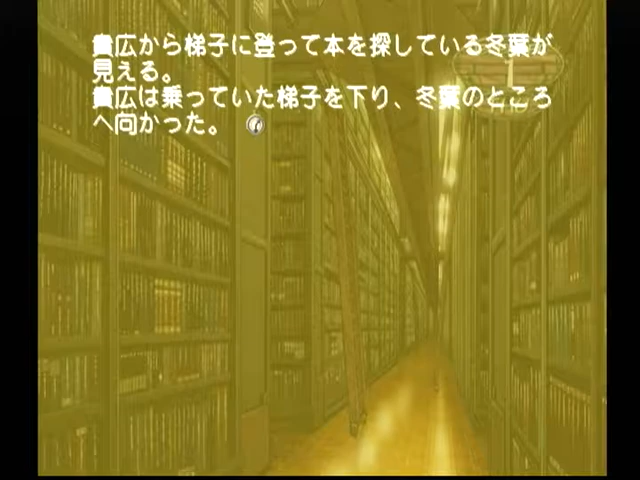 貴広から梯子に登って本を探している冬葉が
見える。
貴広は乗っていた梯子を下り、冬葉のところ
へ向かった。